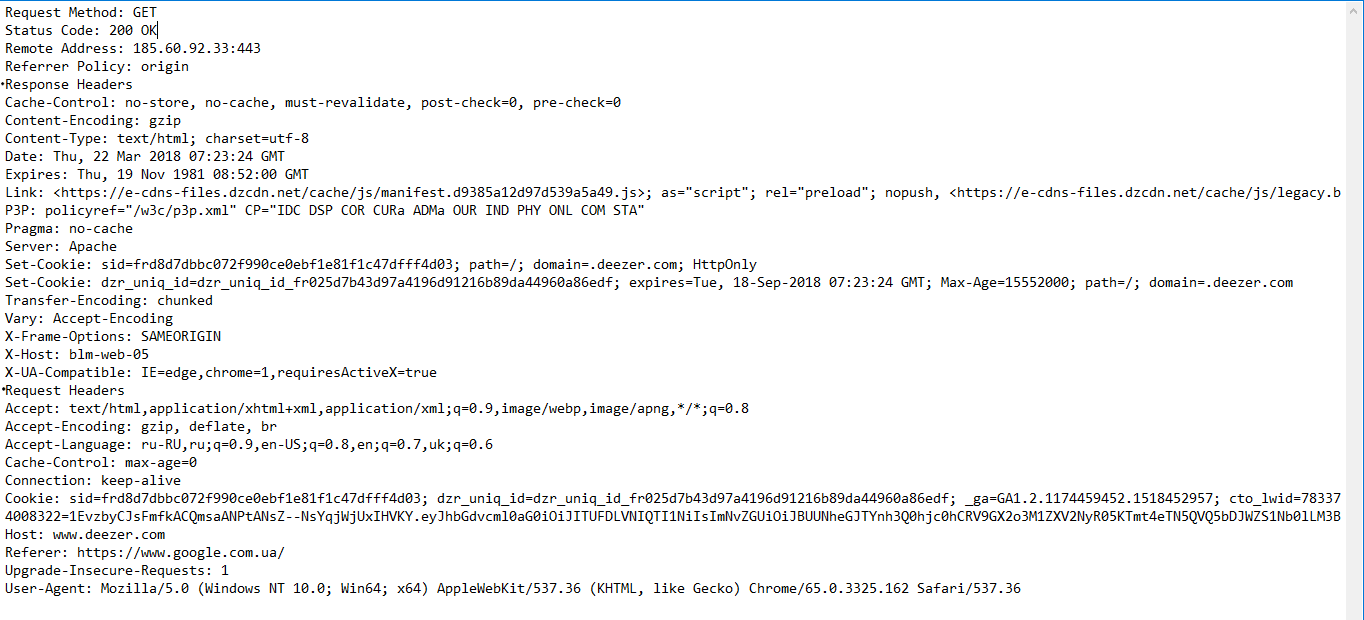 Request Method: GET
Status Code: 200 OK
Remote Address: 185.60.92.33:443
Referrer Policy: origin
•Response Headers
Cache-Control: no-store, no-cache, must-revalidate, post-check=0, pre-check=0
Content-Encoding: gzip
Content-Type: text/html; charset=utf-8
Date: Thu, 22 Mar 2018 07:23:24 GMT
Expires: Thu, 19 Nov 1981 08:52:00 GMT
Link: <https://e-cdns-files.dzcdn.net/cache/js/manifest.d9385a12d97d539a5a49.js>; as="script"; rel="preload"; nopush, <https://e-cdns-files.dzcdn.net/cache/js/legacy.b
P3P: policyref="/w3c/p3p.xml" CP="IDC DSP COR CURa ADMa OUR IND PHY ONL COM STA"
Pragma: no-cache
Server: Apache
Set-Cookie: sid=frd8d7dbbc072f990ce0ebf1e81f1c47dfff4d03; path=/; domain=.deezer.com; HttpOnly
Set-Cookie: dzr_uniq_id=dzr_uniq_id_fr025d7b43d97a4196d91216b89da44960a86edf; expires=Tue, 18-Sep-2018 07:23:24 GMT; Max-Age=15552000; path=/; domain=.deezer.com
Transfer-Encoding: chunked
Vary: Accept-Encoding
X-Frame-Options: SAMEORIGIN
X-Host: blm-web-05
X-UA-Compatible: IE=edge,chrome=1,requiresActiveX=true
•Request Headers
Accept: text/html,application/xhtml+xml,application/xml;q=0.9,image/webp,image/apng,*/*;q=0.8
Accept-Encoding: gzip, deflate, br
Accept-Language: ru-RU,ru;q=0.9,en-US;q=0.8,en;q=0.7,uk;q=0.6
Cache-Control: max-age=0
Connection: keep-alive
Cookie: sid=frd8d7dbbc072f990ce0ebf1e81f1c47dfff4d03; dzr_uniq_id=dzr_uniq_id_fr025d7b43d97a4196d91216b89da44960a86edf; _ga=GA1.2.1174459452.1518452957; cto_lwid=78337
4008322=1EvzbyCJsFmfkACQmsaANPtANsZ--NsYqjWjUxIHVKY.eyJhbGdvcml0aG0iOiJITUFDLVNIQTI1NiIsImNvZGUiOiJBUUNheGJTYnh3Q0hjc0hCRV9GX2o3M1ZXV2NyR05KTmt4eTN5QVQ5bDJWZS1Nb0lLM3B
Host: www.deezer.com
Referer: https://www.google.com.ua/
Upgrade-Insecure-Requests: 1
User-Agent: Mozilla/5.0 (Windows NT 10.0; Win64; x64) AppleWebKit/537.36 (KHTML, like Gecko) Chrome/65.0.3325.162 Safari/537.36